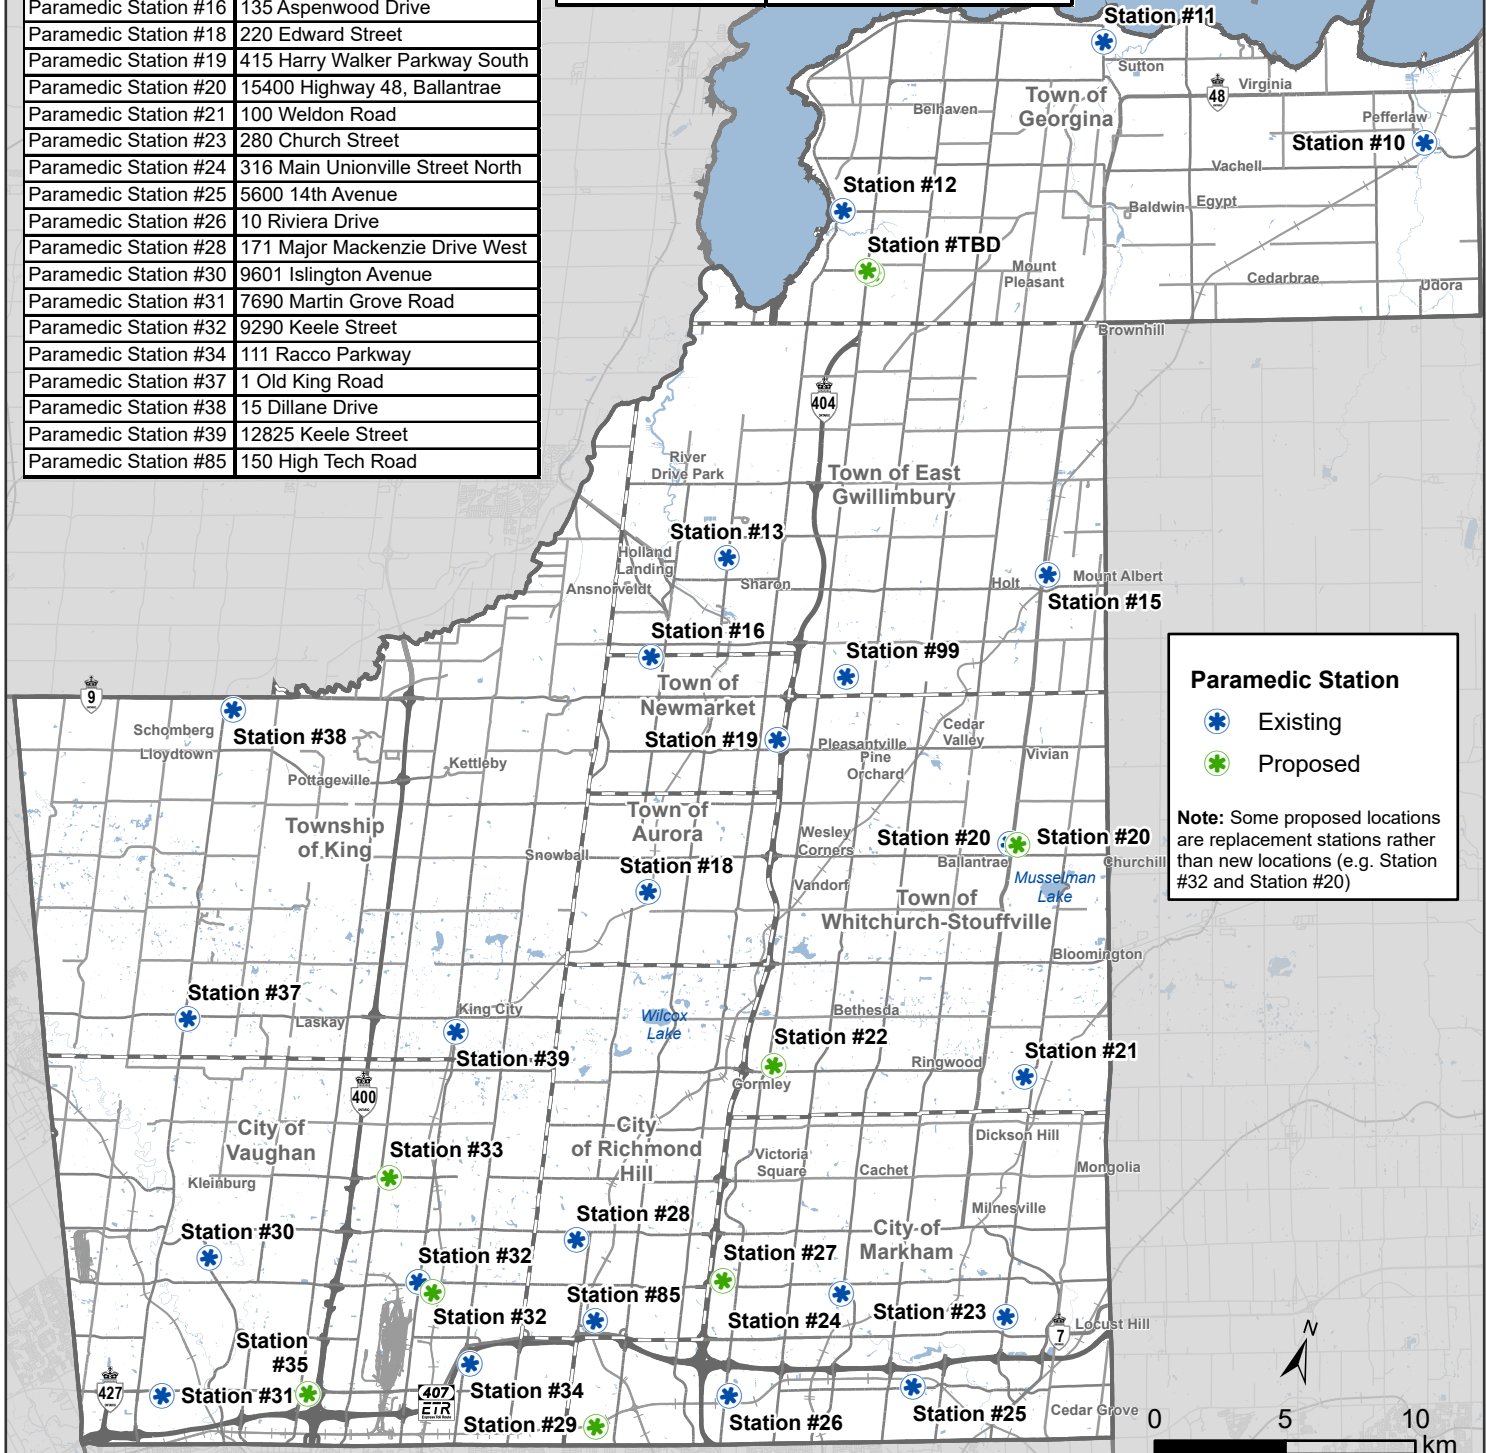 Paramedic Station #16 135 Aspenwood Drive
Paramedic Station #18 220 Edward Street
Paramedic Station #19 415 Harry Walker Parkway South
Paramedic Station #20 15400 Highway 48, Ballantrae
Paramedic Station #21 100 Weldon Road
Paramedic Station #23 280 Church Street
Paramedic Station #24 316 Main Unionville Street North
Paramedic Station #25 5600 14th Avenue
Paramedic Station #26 10 Riviera Drive
Paramedic Station #28 171 Major Mackenzie Drive West
Paramedic Station #30 9601 Islington Avenue
Paramedic Station #31 7690 Martin Grove Road
Paramedic Station #32 9290 Keele Street
Paramedic Station #34 111 Racco Parkway
Paramedic Station #37 1 Old King Road
Paramedic Station #38 15 Dillane Drive
Paramedic Station #39 12825 Keele Street
Paramedic Station #85 150 High Tech Road
Station #11
Sutton
Virginia
48
Town of
Georgina
Belhaven
Pefferlaw
Station #10
Vachell
Station #12
Baldwin
Egypt
Station #TBD
Mount
Pleasant
Cedarbrae
Udora
Brownhill
404
River
Drive Park
Town of East
Gwillimbury
Station #13
Holland
Landing
Ansnorveldt
Sharon
Holt
Mount Albert
Station #15
Station #16
Station #99
Town of
Newmarket
9
Schomberg
Lloydtown
Station #38
Pottageville
Kettleby
Station #19
Pleasantville
Pine
Orchard
Cedar
Valley
Vivian
Paramedic Station
Existing
Proposed
Note: Some proposed locations
are replacement stations rather
than new locations (e.g. Station
#32 and Station #20)
Township
of King
Town of
Aurora
Snowball
Station #18
Wesley
Corners
Station #20
Station #20
Ballantrae
Churchill
Vandorf
Musselman
Lake
Town of
Whitchurch-Stouffville
Bloomington
Station #37
Laskay
King City
Station #39
Wilcox
Lake
Bethesda
Station #22
Gormley
Ringwood
Station #21
400
City of
Vaughan
City
of Richmond
Hill
Dickson Hill
Station #33
Kleinburg
Victoria
Square
Cachet
Mongolia
Milnesville
Station #30
Station #28
City of
Markham
Station #32
Station #32
Station #27
Station #85
Station #24
Station #23
7
Locust Hill
Station
#35
427
Station #31
407
ETR
Express Toll Route
Station #34
Station #29
Station #26
Station #25
Cedar Grove
N
0 5 10
km